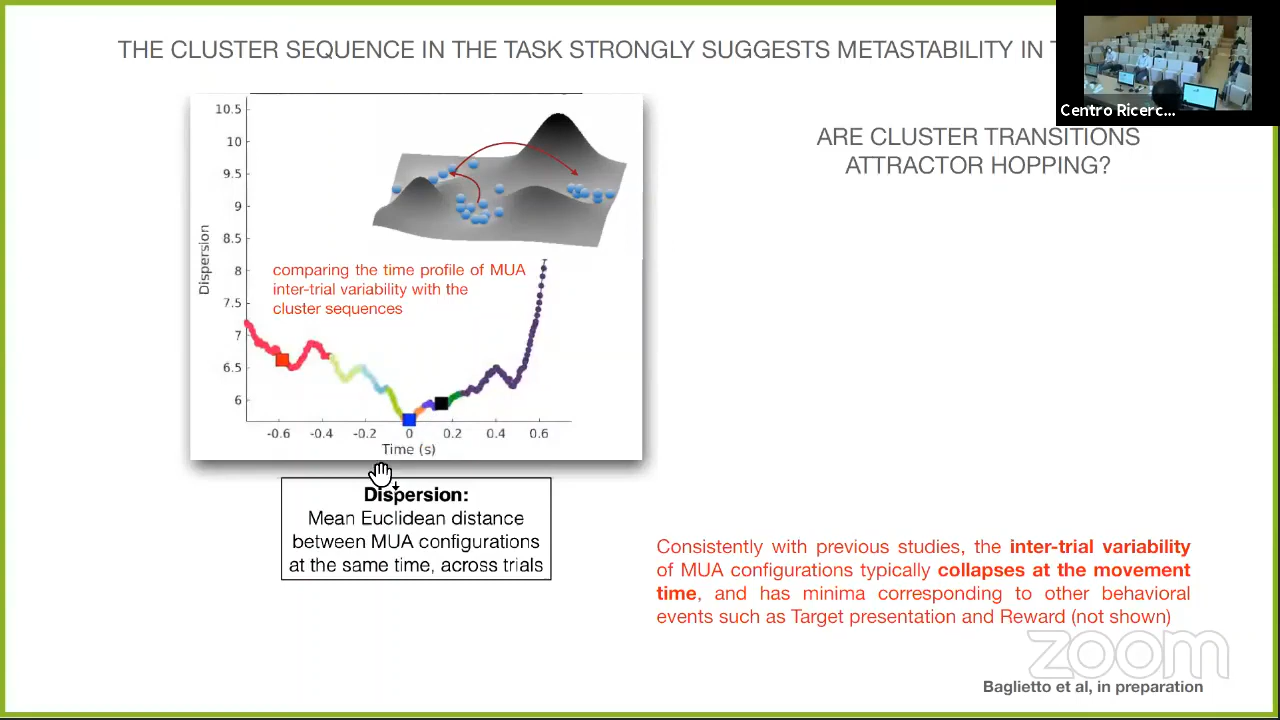 THE CLUSTER SEQUENCE IN THE TASK STRONGLY SUGGESTS METASTABILITY IN
Centro Ricerc...
ARE CLUSTER TRANSITIONS
ATTRACTOR HOPPING?
Dispersion
10.5
10
9.5
9
8.5
8
7.5
7
6.5
6
comparing the time profile of MUA
inter-trial variability with the
cluster sequences
-0.6 -0.4 -0.2 0 0.2 0.4 0.6
Time (s)
Dispersion:
Mean Euclidean distance
between MUA configurations
at the same time, across trials
Consistently with previous studies, the inter-trial variability
of MUA configurations typically collapses at the movement
time, and has minima corresponding to other behavioral
events such as Target presentation and Reward (not shown)
zoom
Baglietto et al, in preparation